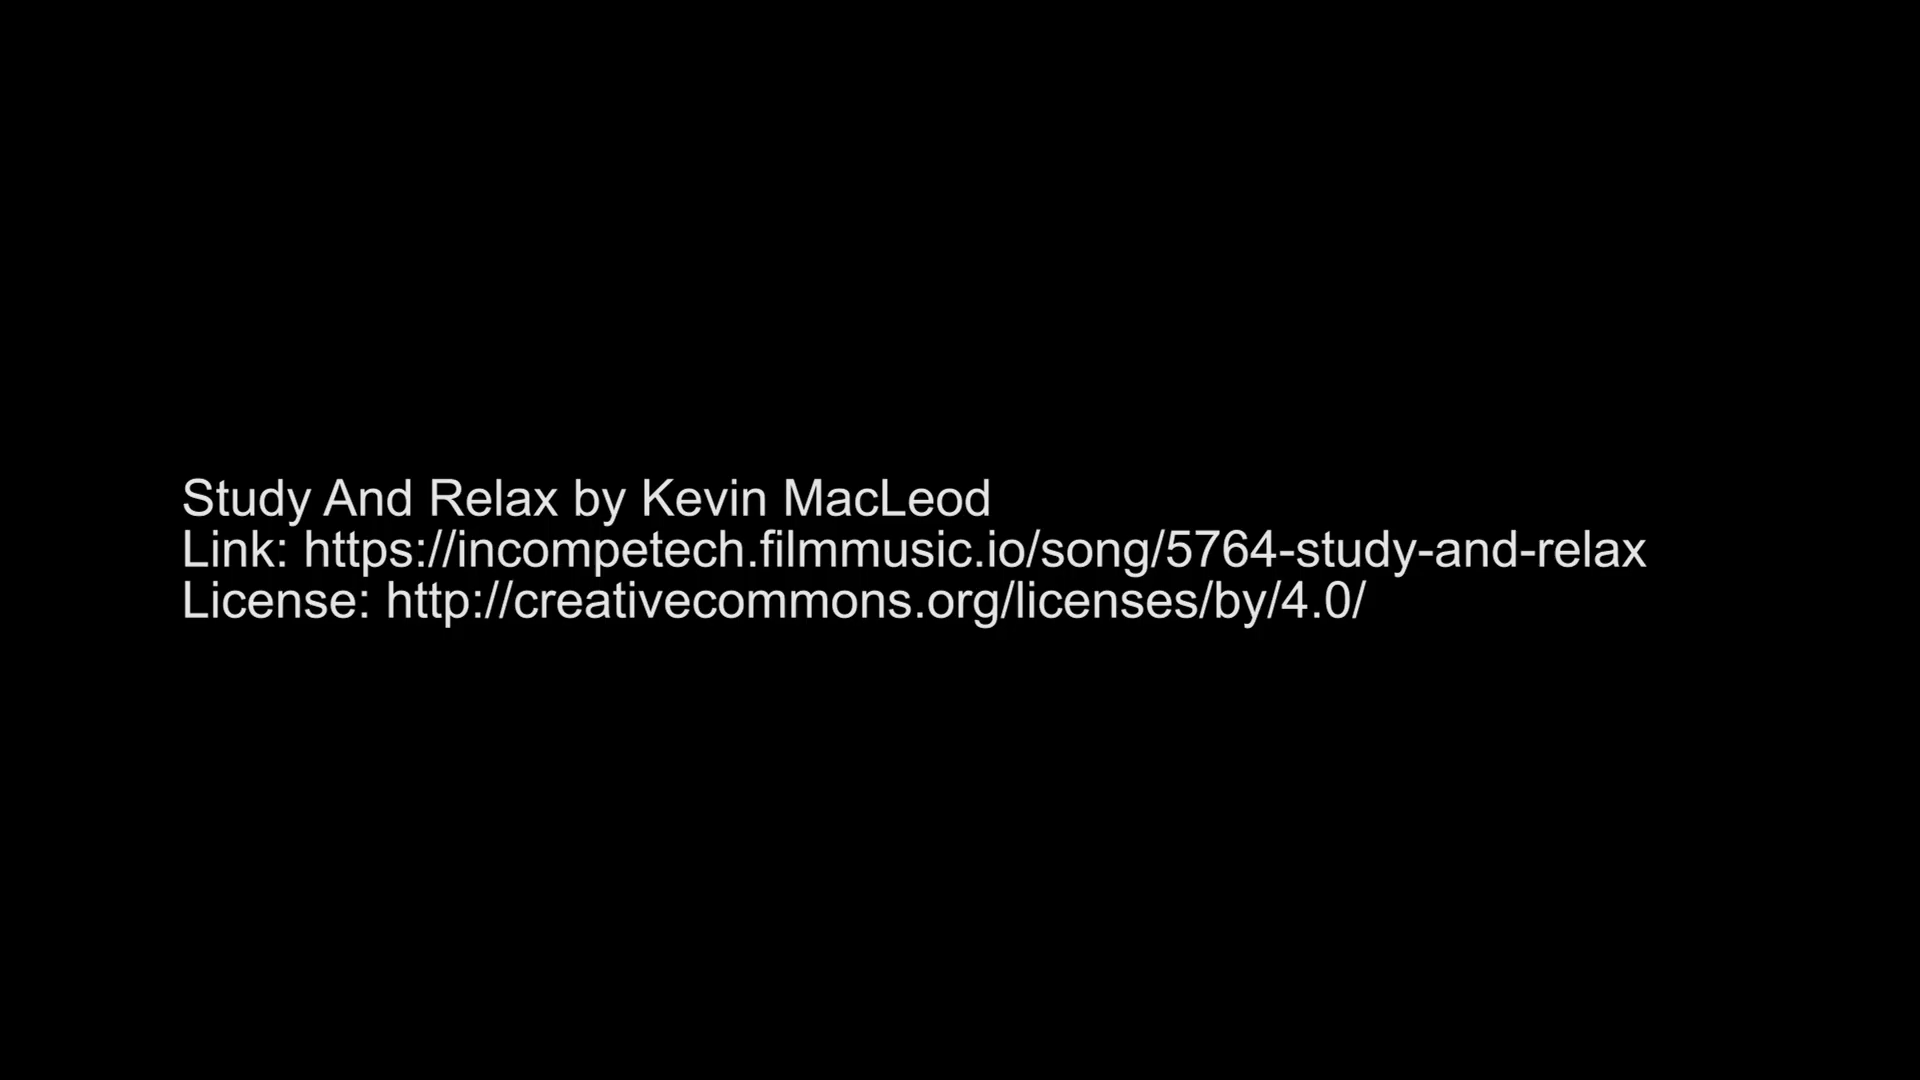 Study And Relax by Kevin MacLeod
Link: https://incompetech.filmmusic.io/song/5764-study-and-relax
License: http://creativecommons.org/licenses/by/4.0/